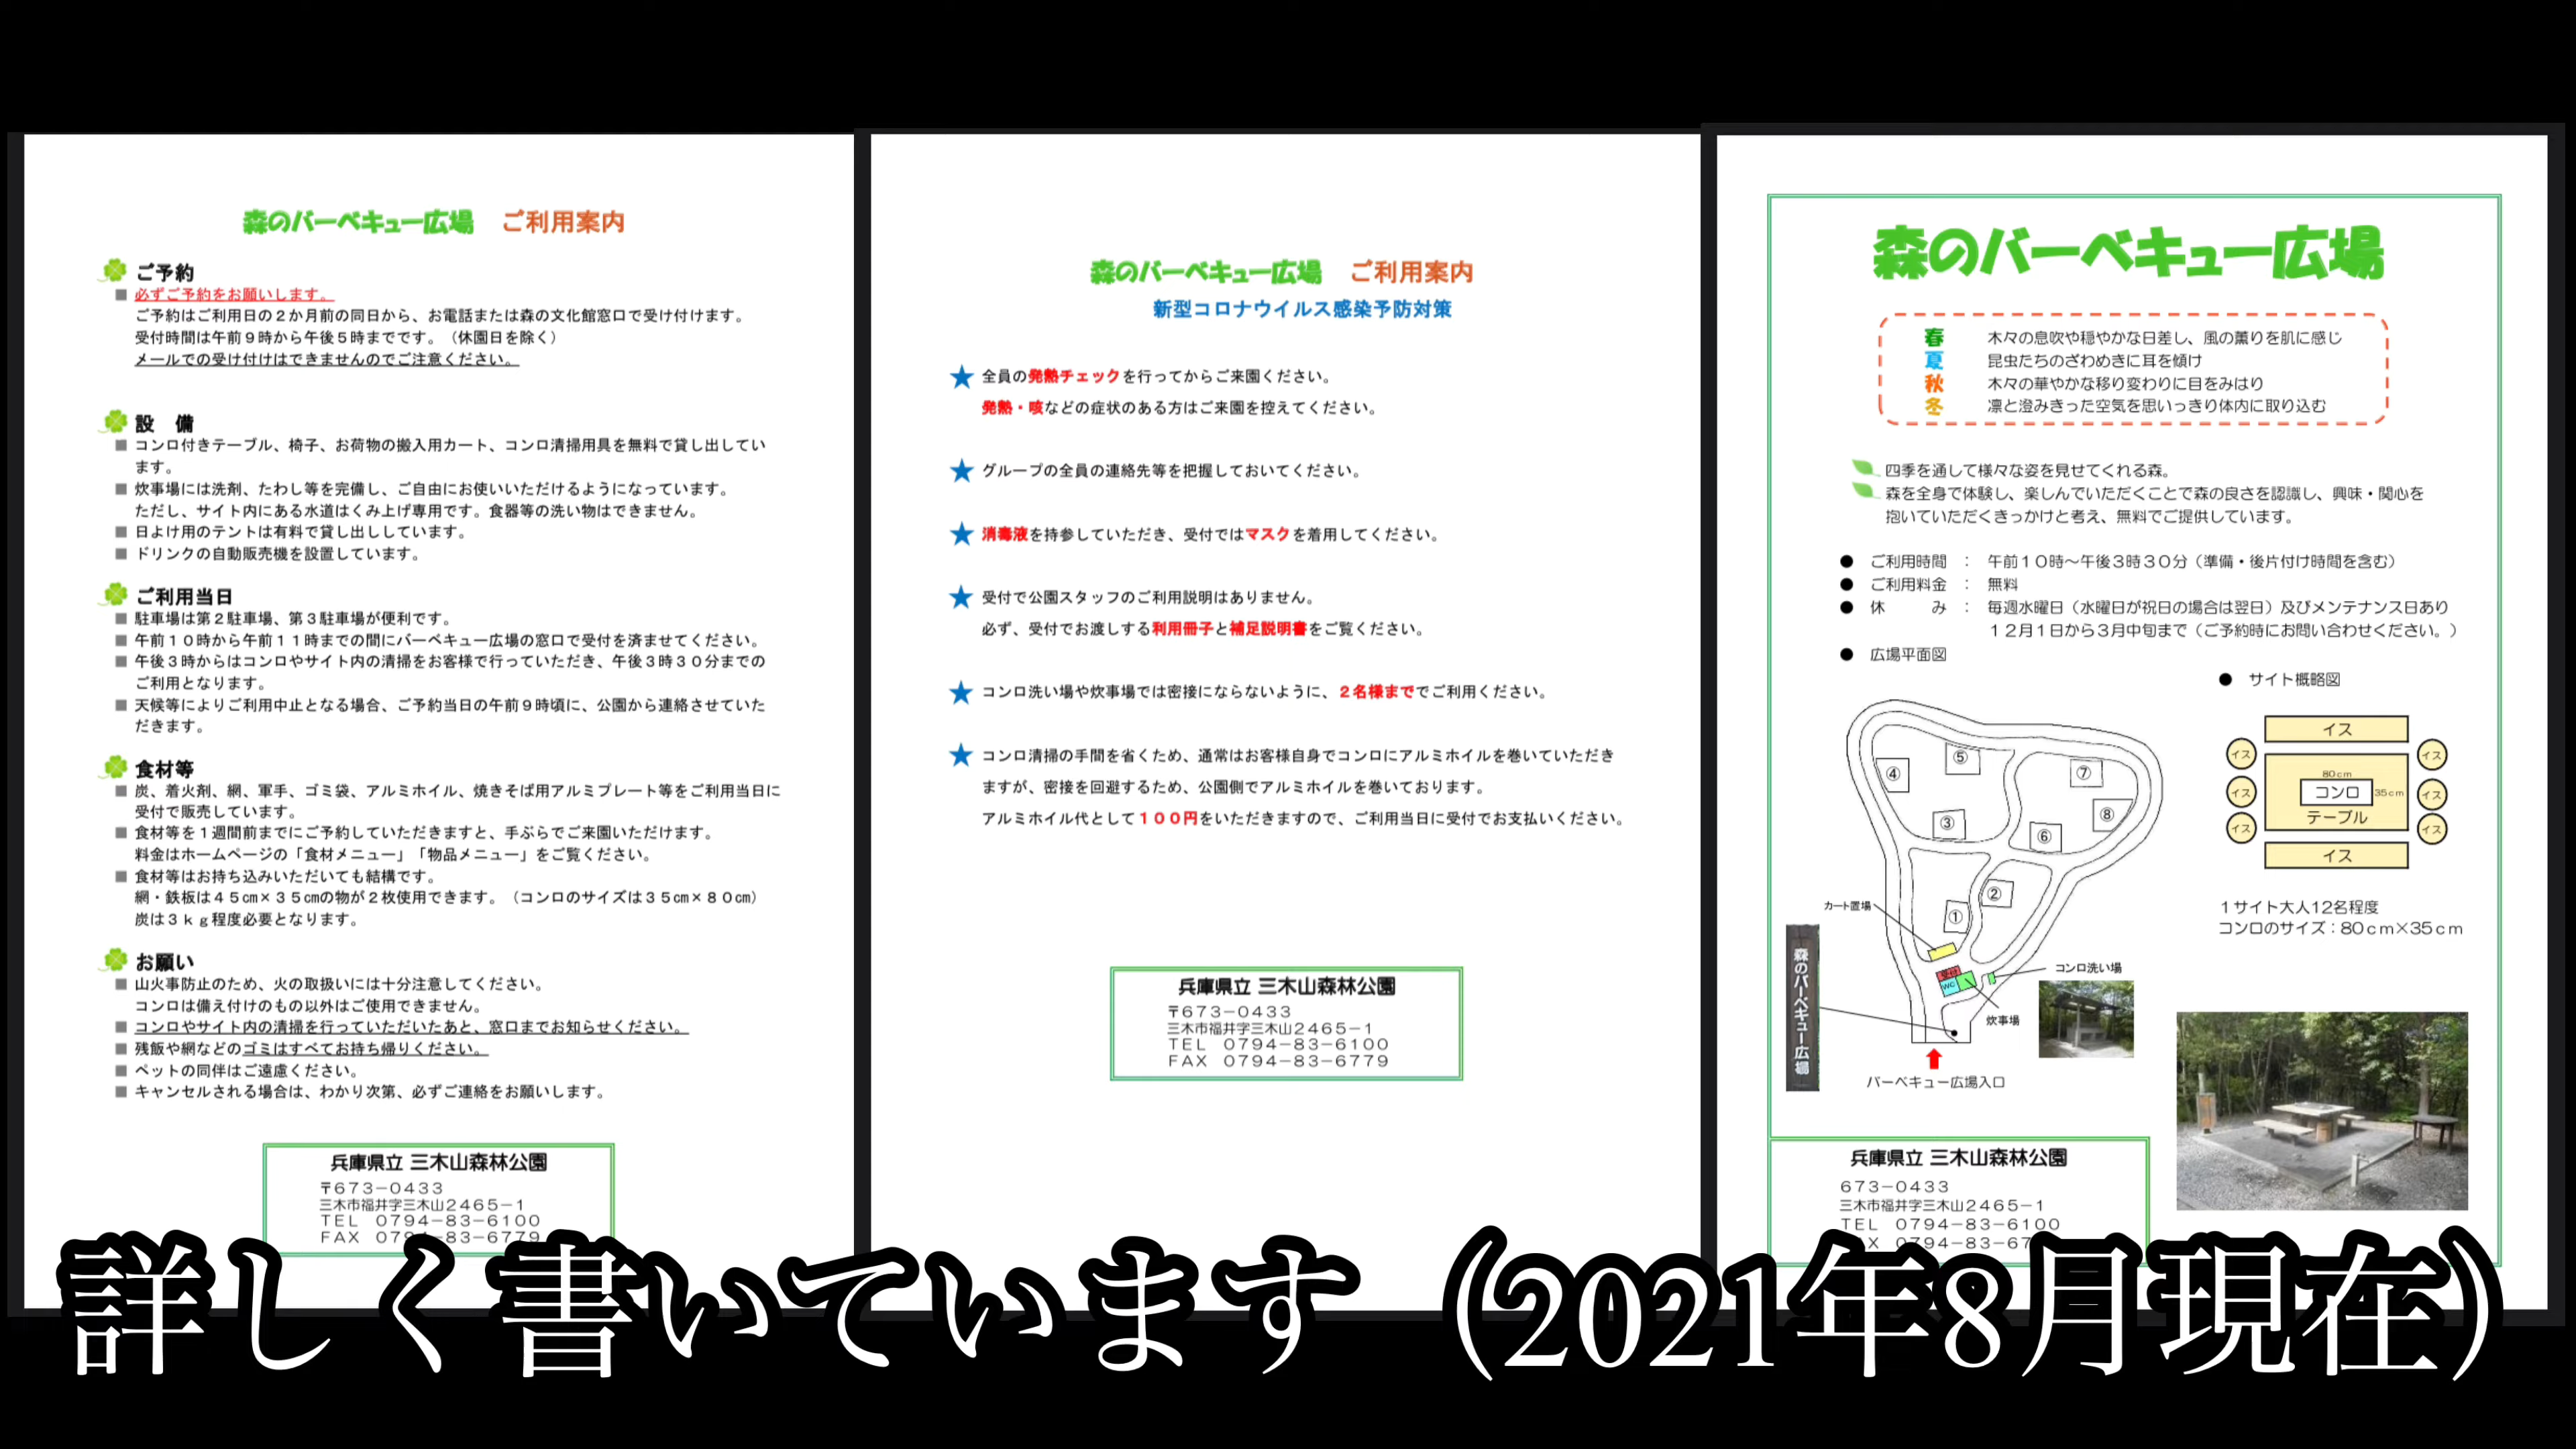 森のバーベキュー広場　ご利用案内
ご予約
■ 必ずご予約をお願いします。
ご予約はご利用日の２か月前の同日から、お電話または森の文化館窓口で受け付けます。
受付時間は午前９時から午後５時までです。（休園日を除く）
メールでの受け付けはできませんのでご注意ください。
設　備
■ コンロ付きテーブル、椅子、お荷物の搬入用カート、コンロ清掃用具を無料で貸し出してい
ます。
■ 炊事場には洗剤、たわし等を完備し、ご自由にお使いいただけるようになっています。
ただし、サイト内にある水道はくみ上げ専用です。食器等の洗い物はできません。
■ 日よけ用のテントは有料で貸し出ししています。
■ ドリンクの自動販売機を設置しています。
ご利用当日
■ 駐車場は第２駐車場、第３駐車場が便利です。
■ 午前１０時から午前１１時までの間にバーベキュー広場の窓口で受付を済ませてください。
■ 午後３時からはコンロやサイト内の清掃をお客様で行っていただき、午後３時３０分までの
ご利用となります。
■ 天候等によりご利用中止となる場合、ご予約当日の午前９時頃に、公園から連絡させていた
だきます。
食材等
■ 炭、着火剤、網、軍手、ゴミ袋、アルミホイル、焼きそば用アルミプレート等をご利用当日に
受付で販売しています。
■ 食材等を１週間前までにご予約していただきますと、手ぶらでご来園いただけます。
料金はホームページの「食材メニュー」「物品メニュー」をご覧ください。
■ 食材等はお持ち込みいただいても結構です。
網・鉄板は４５㎝×３５㎝の物が２枚使用できます。（コンロのサイズは３５㎝×８０㎝）
炭は３ｋｇ程度必要となります。
お願い
■ 山火事防止のため、火の取扱いには十分注意してください。
コンロは備え付けのもの以外はご使用できません。
■ コンロやサイト内の清掃を行っていただいたあと、窓口までお知らせください。
■ 残飯や網などのゴミはすべてお持ち帰りください。
■ ペットの同伴はご遠慮ください。
■ キャンセルされる場合は、わかり次第、必ずご連絡をお願いします。
兵庫県立 三木山森林公園
〒６７３－０４３３
三木市福井字三木山２４６５－１
ＴＥＬ　０７９４－８３－６１００
ＦＡＸ　０７９４－８３－６７７９
森のバーベキュー広場　ご利用案内
新型コロナウイルス感染予防対策
★ 全員の発熱チェックを行ってからご来園ください。
発熱・咳などの症状のある方はご来園を控えてください。
★ グループの全員の連絡先等を把握しておいてください。
★ 消毒液を持参していただき、受付ではマスクを着用してください。
★ 受付で公園スタッフのご利用説明はありません。
必ず、受付でお渡しする利用冊子と補足説明書をご覧ください。
★ コンロ洗い場や炊事場では密接にならないように、２名様まででご利用ください。
★ コンロ清掃の手間を省くため、通常はお客様自身でコンロにアルミホイルを巻いていただき
ますが、密接を回避するため、公園側でアルミホイルを巻いております。
アルミホイル代として１００円をいただきますので、ご利用当日に受付でお支払いください。
兵庫県立 三木山森林公園
〒６７３－０４３３
三木市福井字三木山２４６５－１
ＴＥＬ　０７９４－８３－６１００
ＦＡＸ　０７９４－８３－６７７９
森のバーベキュー広場
春　木々の息吹や穏やかな日差し、風の薫りを肌に感じ
夏　昆虫たちのざわめきに耳を傾け
秋　木々の華やかな移り変わりに目をみはり
冬　凛と澄みきった空気を思いっきり体内に取り込む
四季を通して様々な姿を見せてくれる森。
森を全身で体験し、楽しんでいただくことで森の良さを認識し、興味・関心を
抱いていただくきっかけと考え、無料でご提供しています。
● ご利用時間 ： 午前１０時～午後３時３０分（準備・後片付け時間を含む）
● ご利用料金 ： 無料
● 休　　み ： 毎週水曜日（水曜日が祝日の場合は翌日）及びメンテナンス日あり
１２月１日から３月中旬まで（ご予約時にお問い合わせください。）
● 広場平面図
● サイト概略図
④ ⑤ ⑦
③ ⑥ ⑧
② ①
カート置場
受付
WC
コンロ洗い場
炊事場
森のバーベキュー広場
バーベキュー広場入口
イス
イス　イス
80cm
イス　コンロ　35cm　イス
テーブル
イス　イス
イス
１サイト大人12名程度
コンロのサイズ：80ｃｍ×35ｃｍ
兵庫県立 三木山森林公園
６７３－０４３３
三木市福井字三木山２４６５－１
ＴＥＬ　０７９４－８３－６１００
詳しく書いています（2021年8月現在）